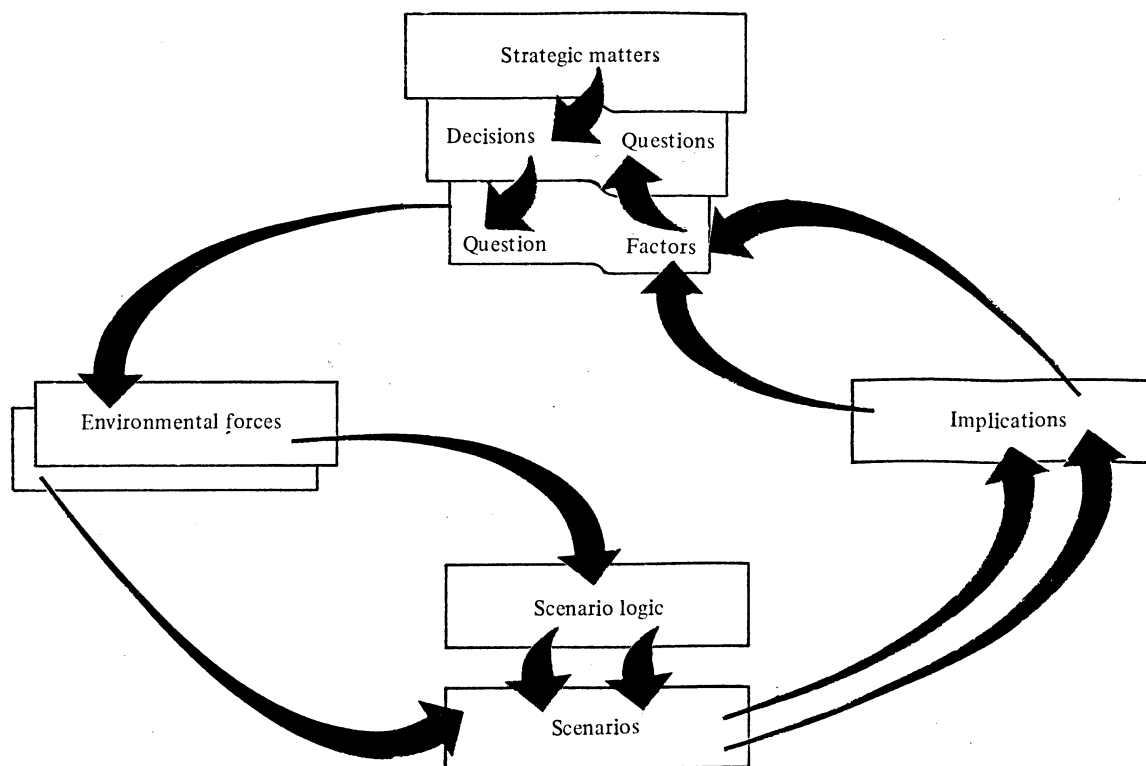 Strategic matters
Decisions
Questions
Question
Factors
Environmental forces
Implications
Scenario logic
Scenarios